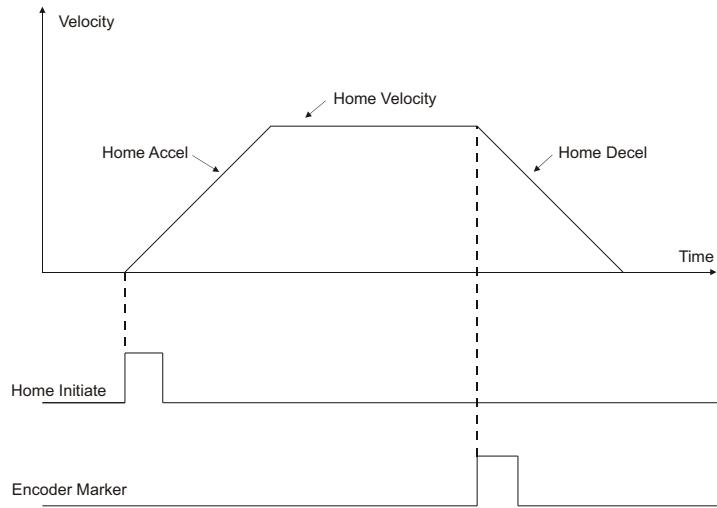 Velocity
Home Velocity
Home Accel
Home Decel
Time
Home Initiate
Encoder Marker